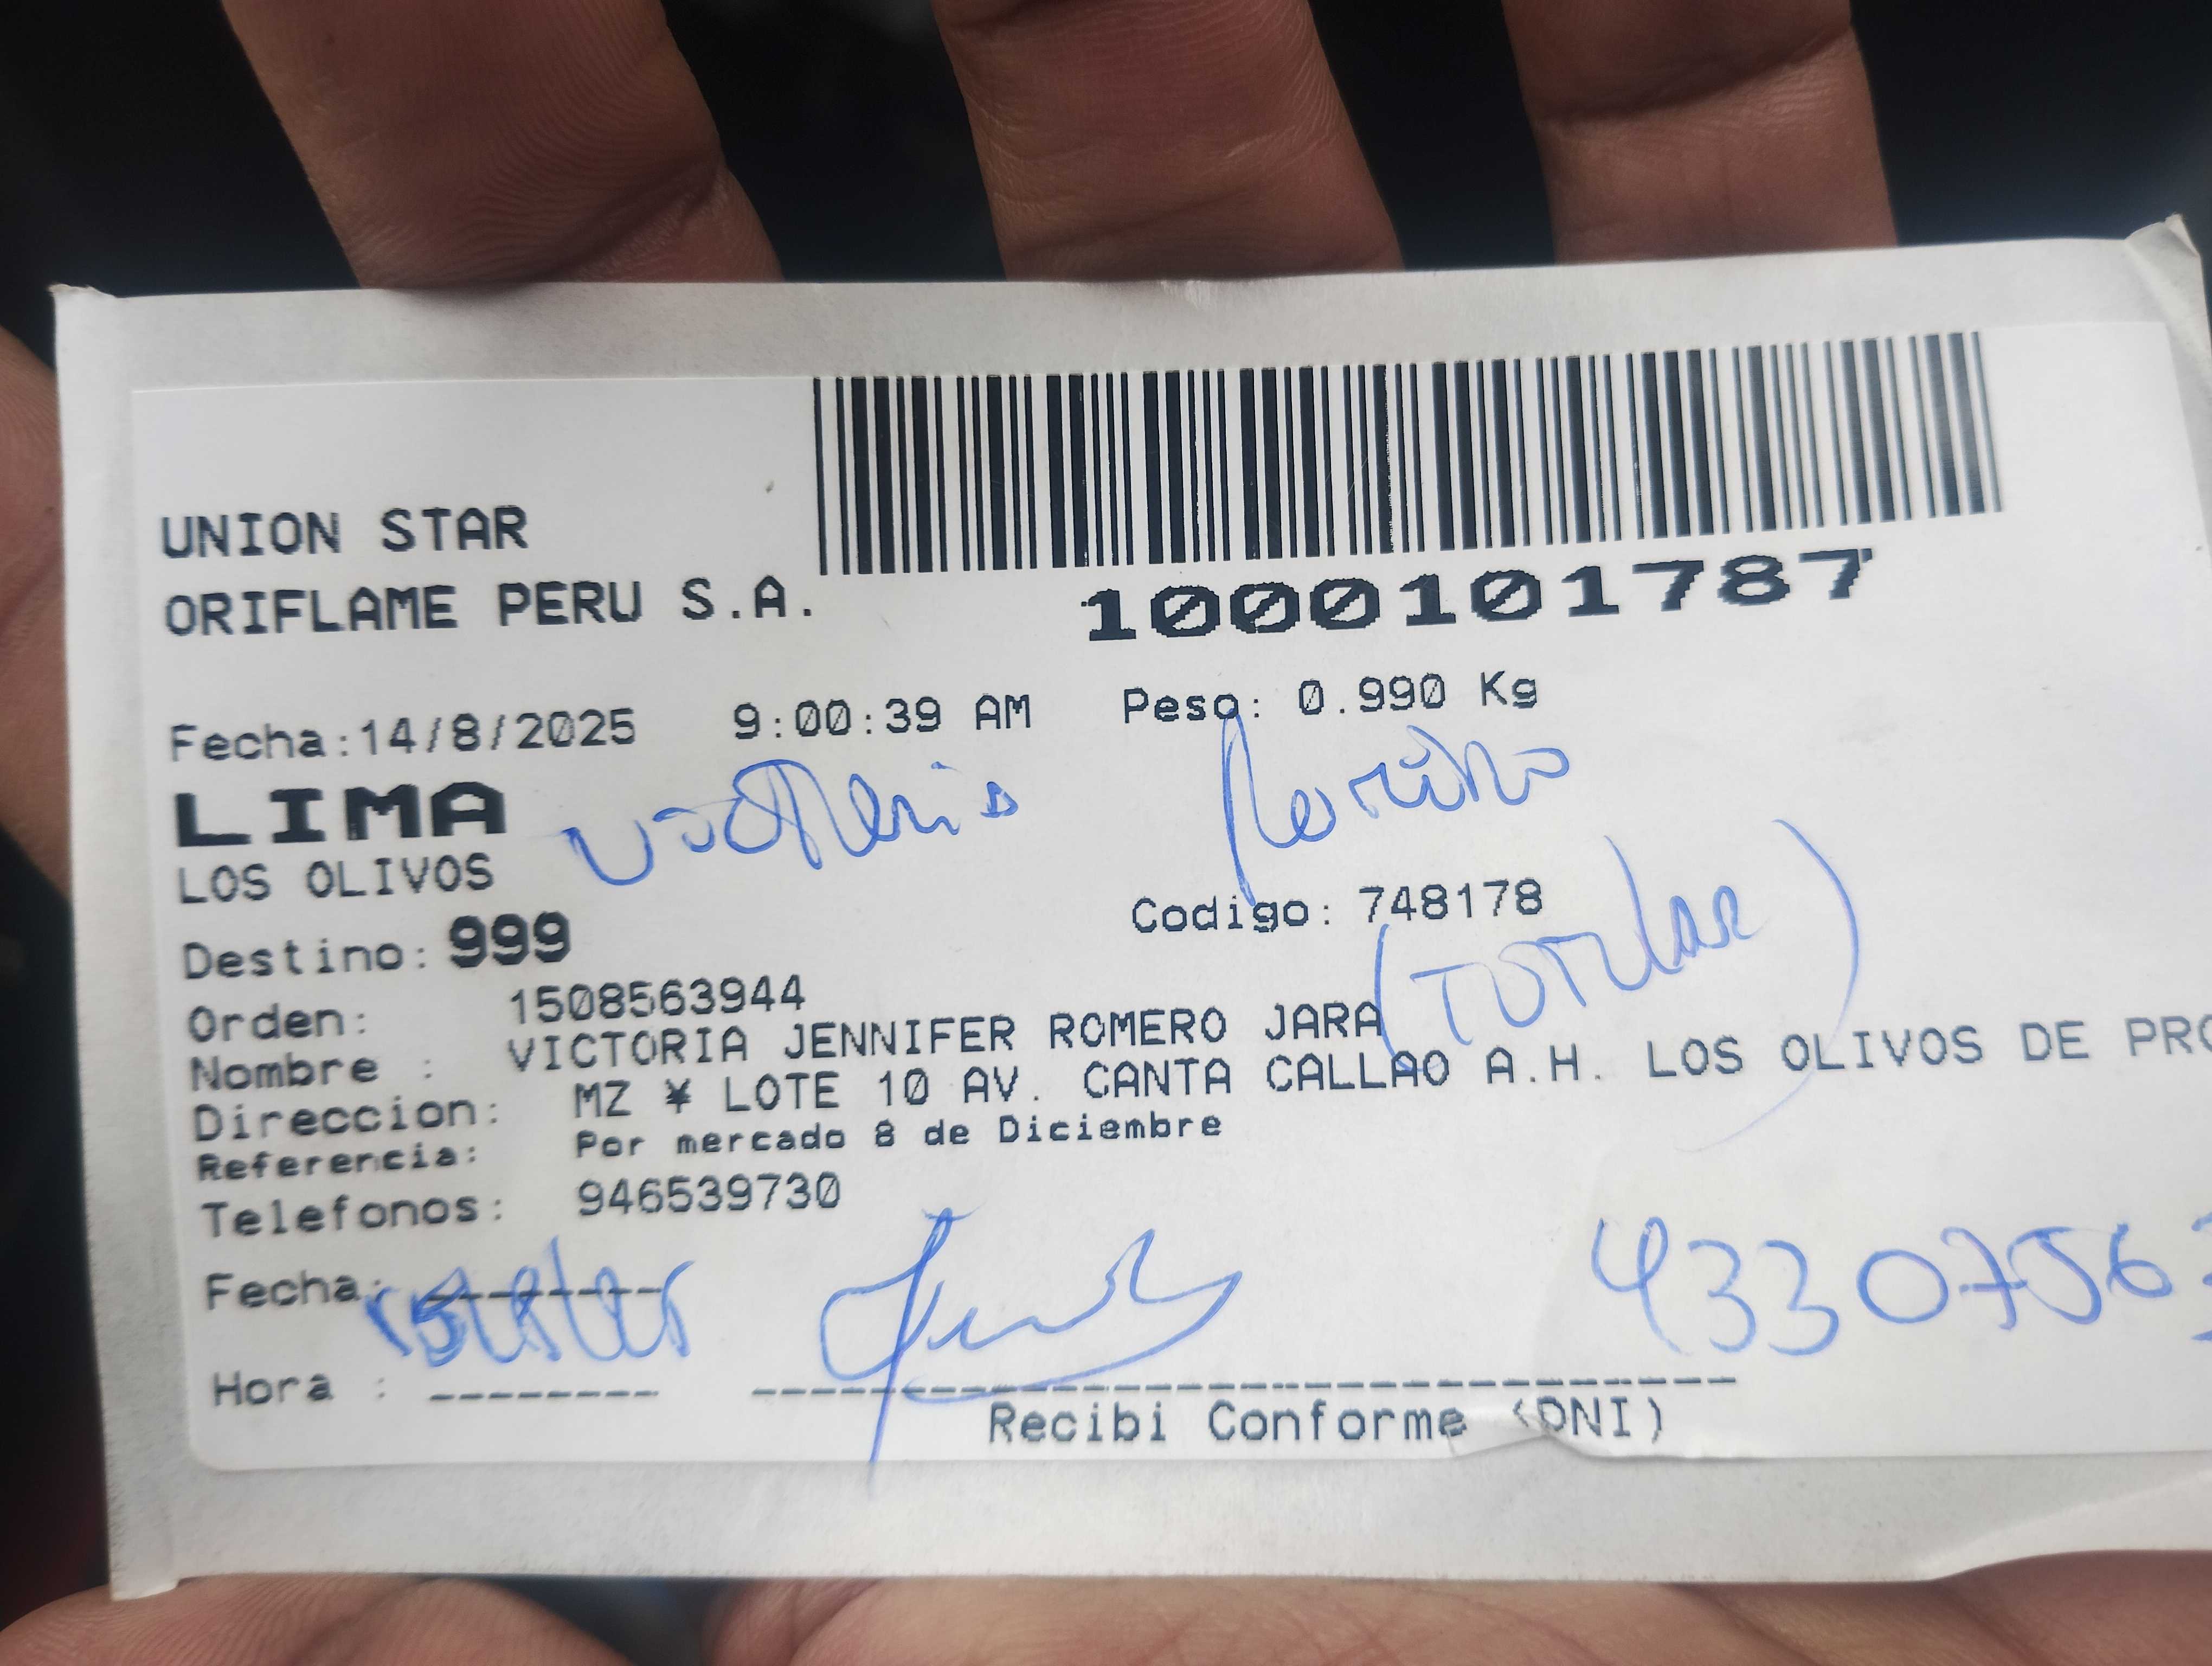 UNION STAR
ORIFLAME PERU S.A.
1000101787
Fecha:14/8/2025 9:00:39 AM Peso: 0.990 Kg
LIMA
LOS OLIVOS
Codigo: 748178
Destino: 999
(TITULAR)
Orden: 1508563944
Nombre : VICTORIA JENNIFER ROMERO JARA
Direccion: MZ ¥ LOTE 10 AV. CANTA CALLAO A.H. LOS OLIVOS DE PRO
Referencia: Por mercado 8 de Diciembre
Telefonos: 946539730
4330756
Fecha:
Hora :
Recibi Conforme (DNI)